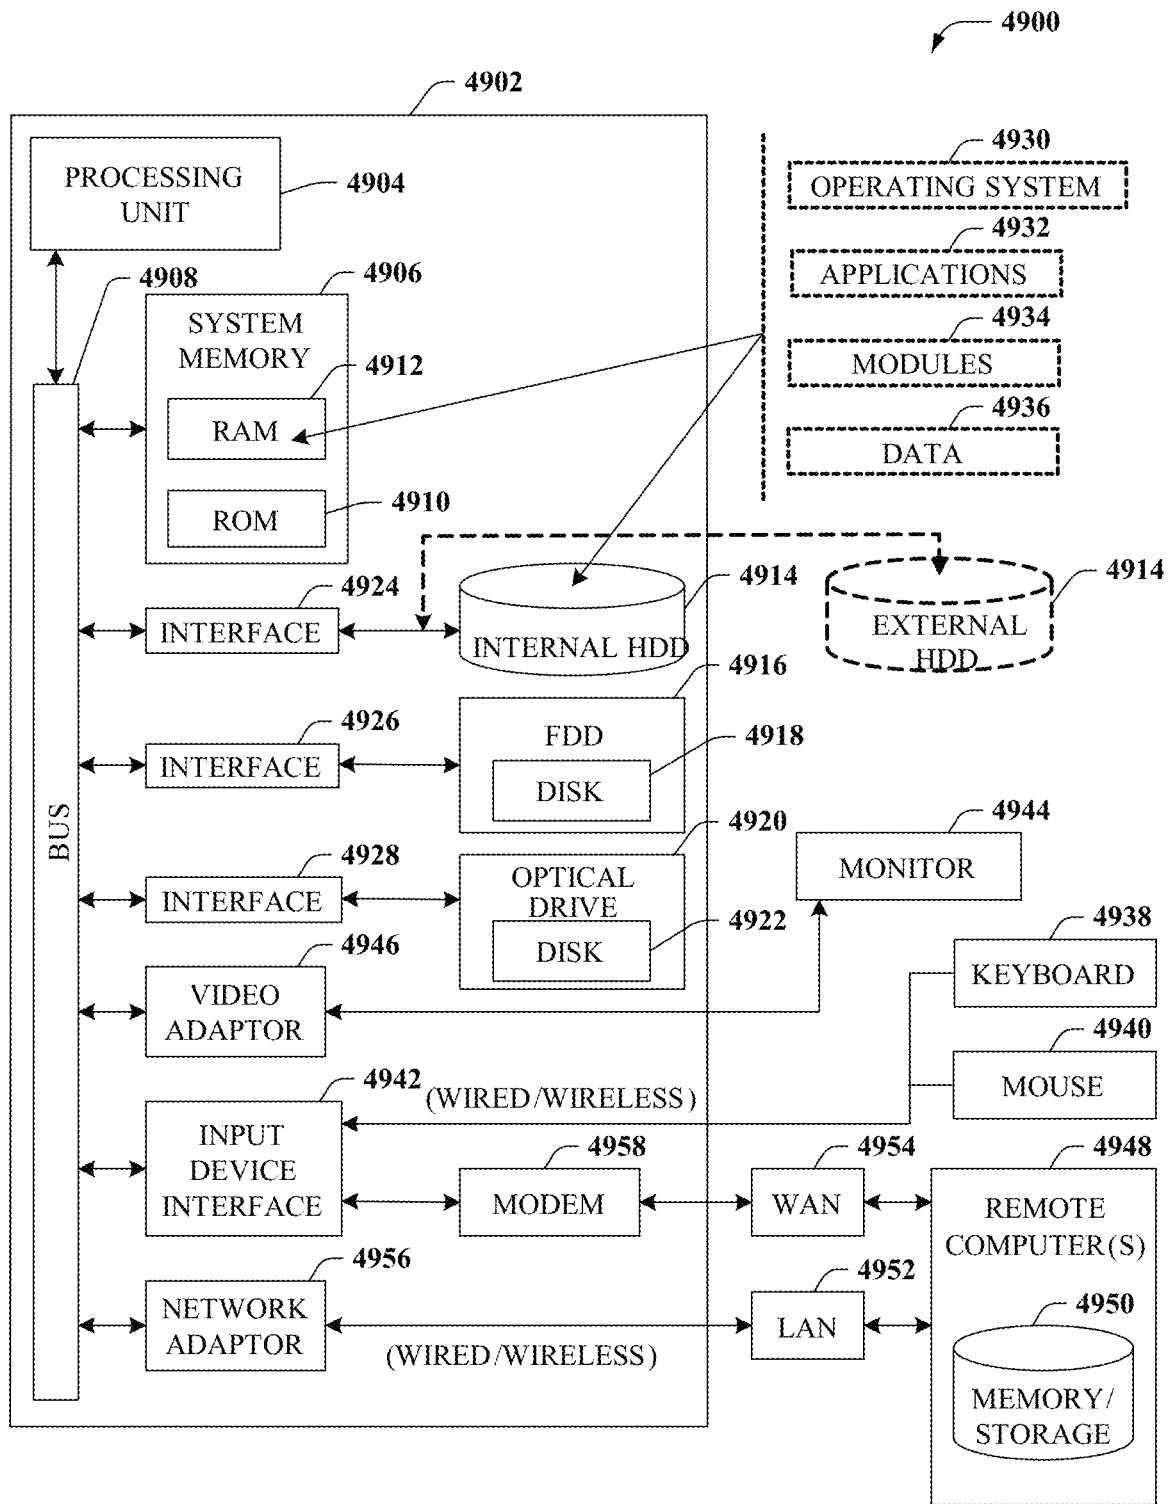 4900
4902
4930
PROCESSING
UNIT
4904
OPERATING SYSTEM
4932
4908
4906
APPLICATIONS
SYSTEM
MEMORY
4934
4912
MODULES
RAM
4936
DATA
4910
ROM
4924
4914
4914
INTERFACE
INTERNAL HDD
EXTERNAL
HDD
4916
4926
FDD
4918
INTERFACE
DISK
BUS
4920
4944
4928
OPTICAL
DRIVE
MONITOR
INTERFACE
4922
DISK
4938
4946
KEYBOARD
VIDEO
ADAPTOR
4940
MOUSE
4942
(WIRED/WIRELESS)
INPUT
DEVICE
INTERFACE
4958
4954
4948
MODEM
WAN
REMOTE
COMPUTER(S)
4956
4952
NETWORK
ADAPTOR
LAN
4950
(WIRED/WIRELESS)
MEMORY/
STORAGE